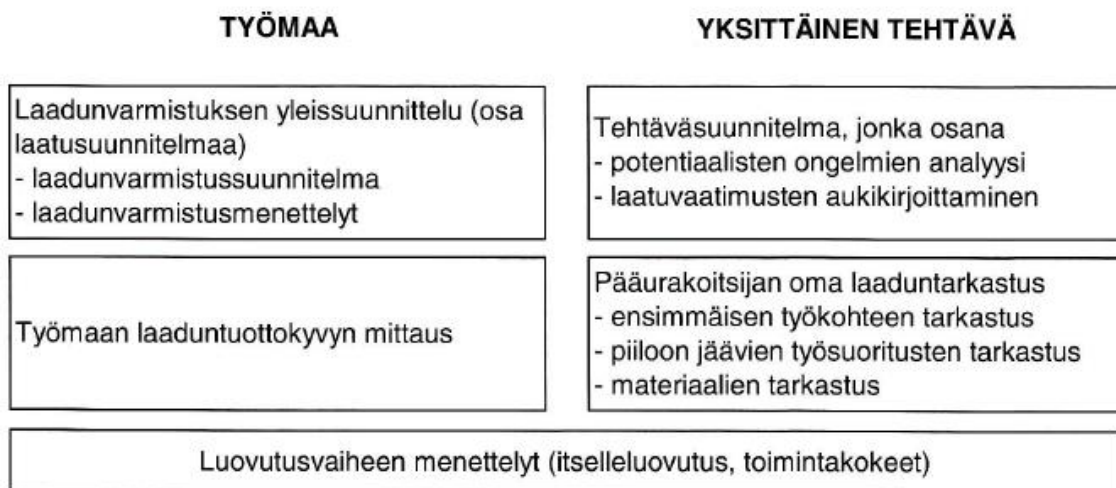 TYÖMAA
YKSITTÄINEN TEHTÄVÄ
Laadunvarmistuksen yleissuunnittelu (osa
laatusuunnitelmaa)
- laadunvarmistussuunnitelma
- laadunvarmistusmenettelyt
Tehtäväsuunnitelma, jonka osana
- potentiaalisten ongelmien analyysi
- laatuvaatimusten aukikirjoittaminen
Työmaan laaduntuottokyvyn mittaus
Pääurakoitsijan oma laaduntarkastus
- ensimmäisen työkohteen tarkastus
- piiloon jäävien työsuoritusten tarkastus
- materiaalien tarkastus
Luovutusvaiheen menettelyt (itselleluovutus, toimintakokeet)